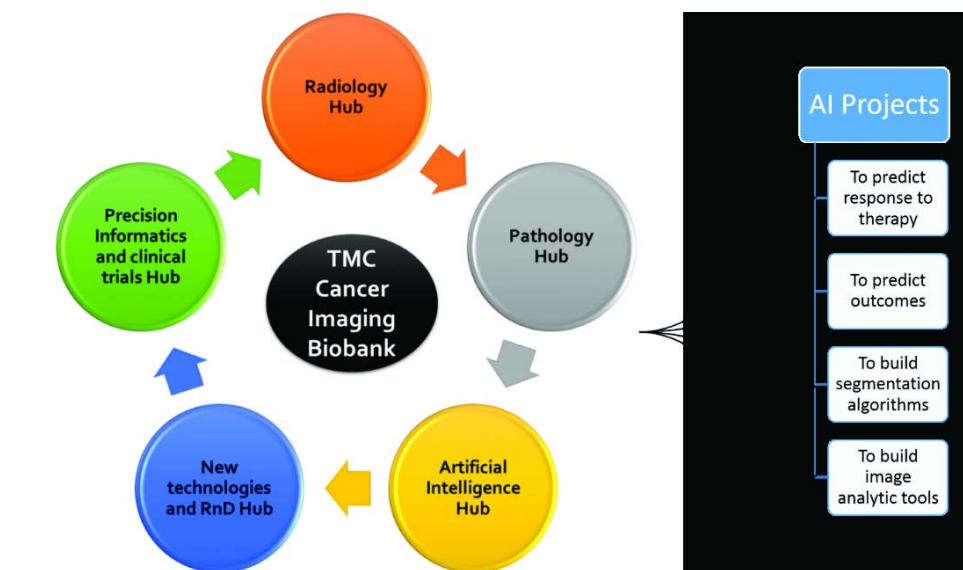 Radiology
Hub
Pathology
Hub
Artificial
Intelligence
Hub
New
technologies
and RnD Hub
Precision
Informatics
and clinical
trials Hub
TMC
Cancer
Imaging
Biobank
AI Projects
To predict
response to
therapy
To predict
outcomes
To build
segmentation
algorithms
To build
image
analytic tools